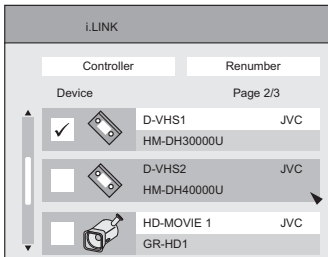 i.LINK
Controller Renumber
Device Page 2/3
D-VHS1 JVC
HM-DH30000U
D-VHS2 JVC
HM-DH40000U
HD-MOVIE 1 JVC
GR-HD1